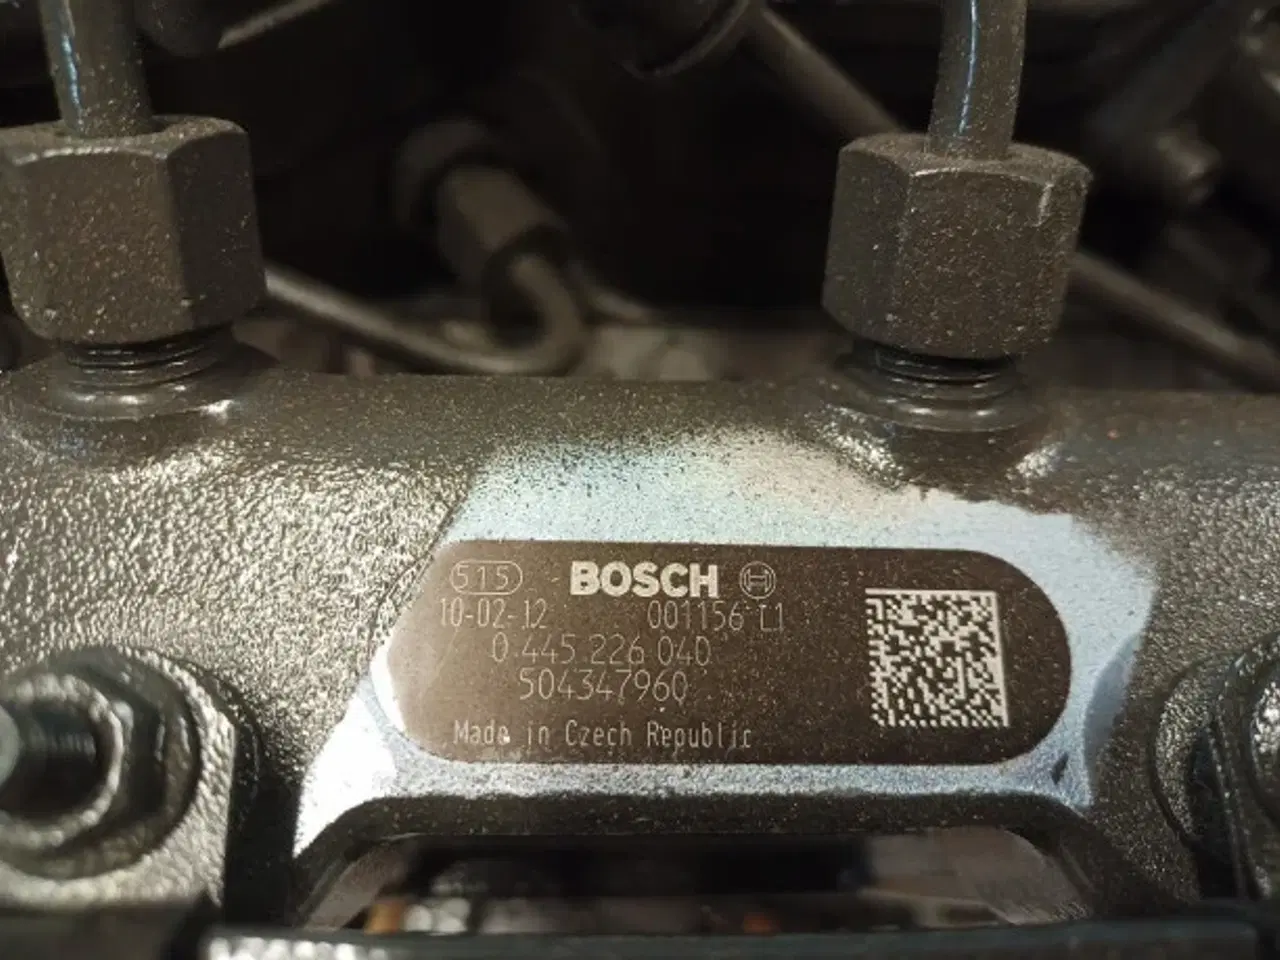 515 BOSCH
10-02-12 001156 L1
0 445 226 040
504347960
Made in Czech Republic